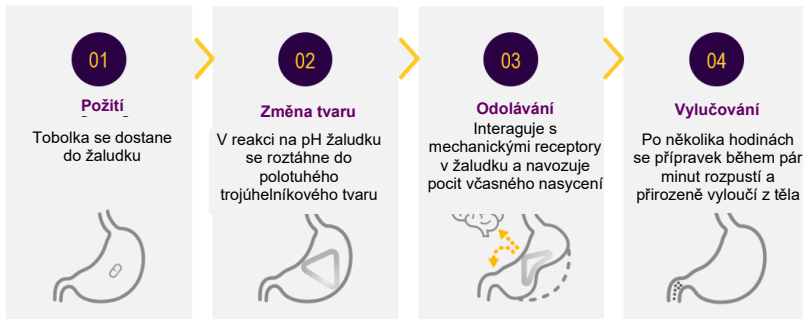 01
Požití
Tobolka se dostane
do žaludku
02
Změna tvaru
V reakci na pH žaludku
se roztáhne do
polotuhého
trojúhelníkového tvaru
03
Odolávání
Interaguje s
mechanickými receptory
v žaludku a navozuje
pocit včasného nasycení
04
Vylučování
Po několika hodinách
se přípravek během pár
minut rozpustí a
přirozeně vyloučí z těla